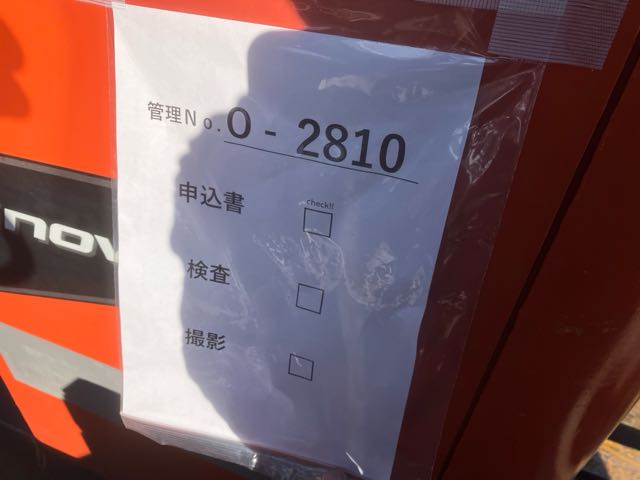 管理No.O-2810
申込書
check!!
検査
撮影
nov